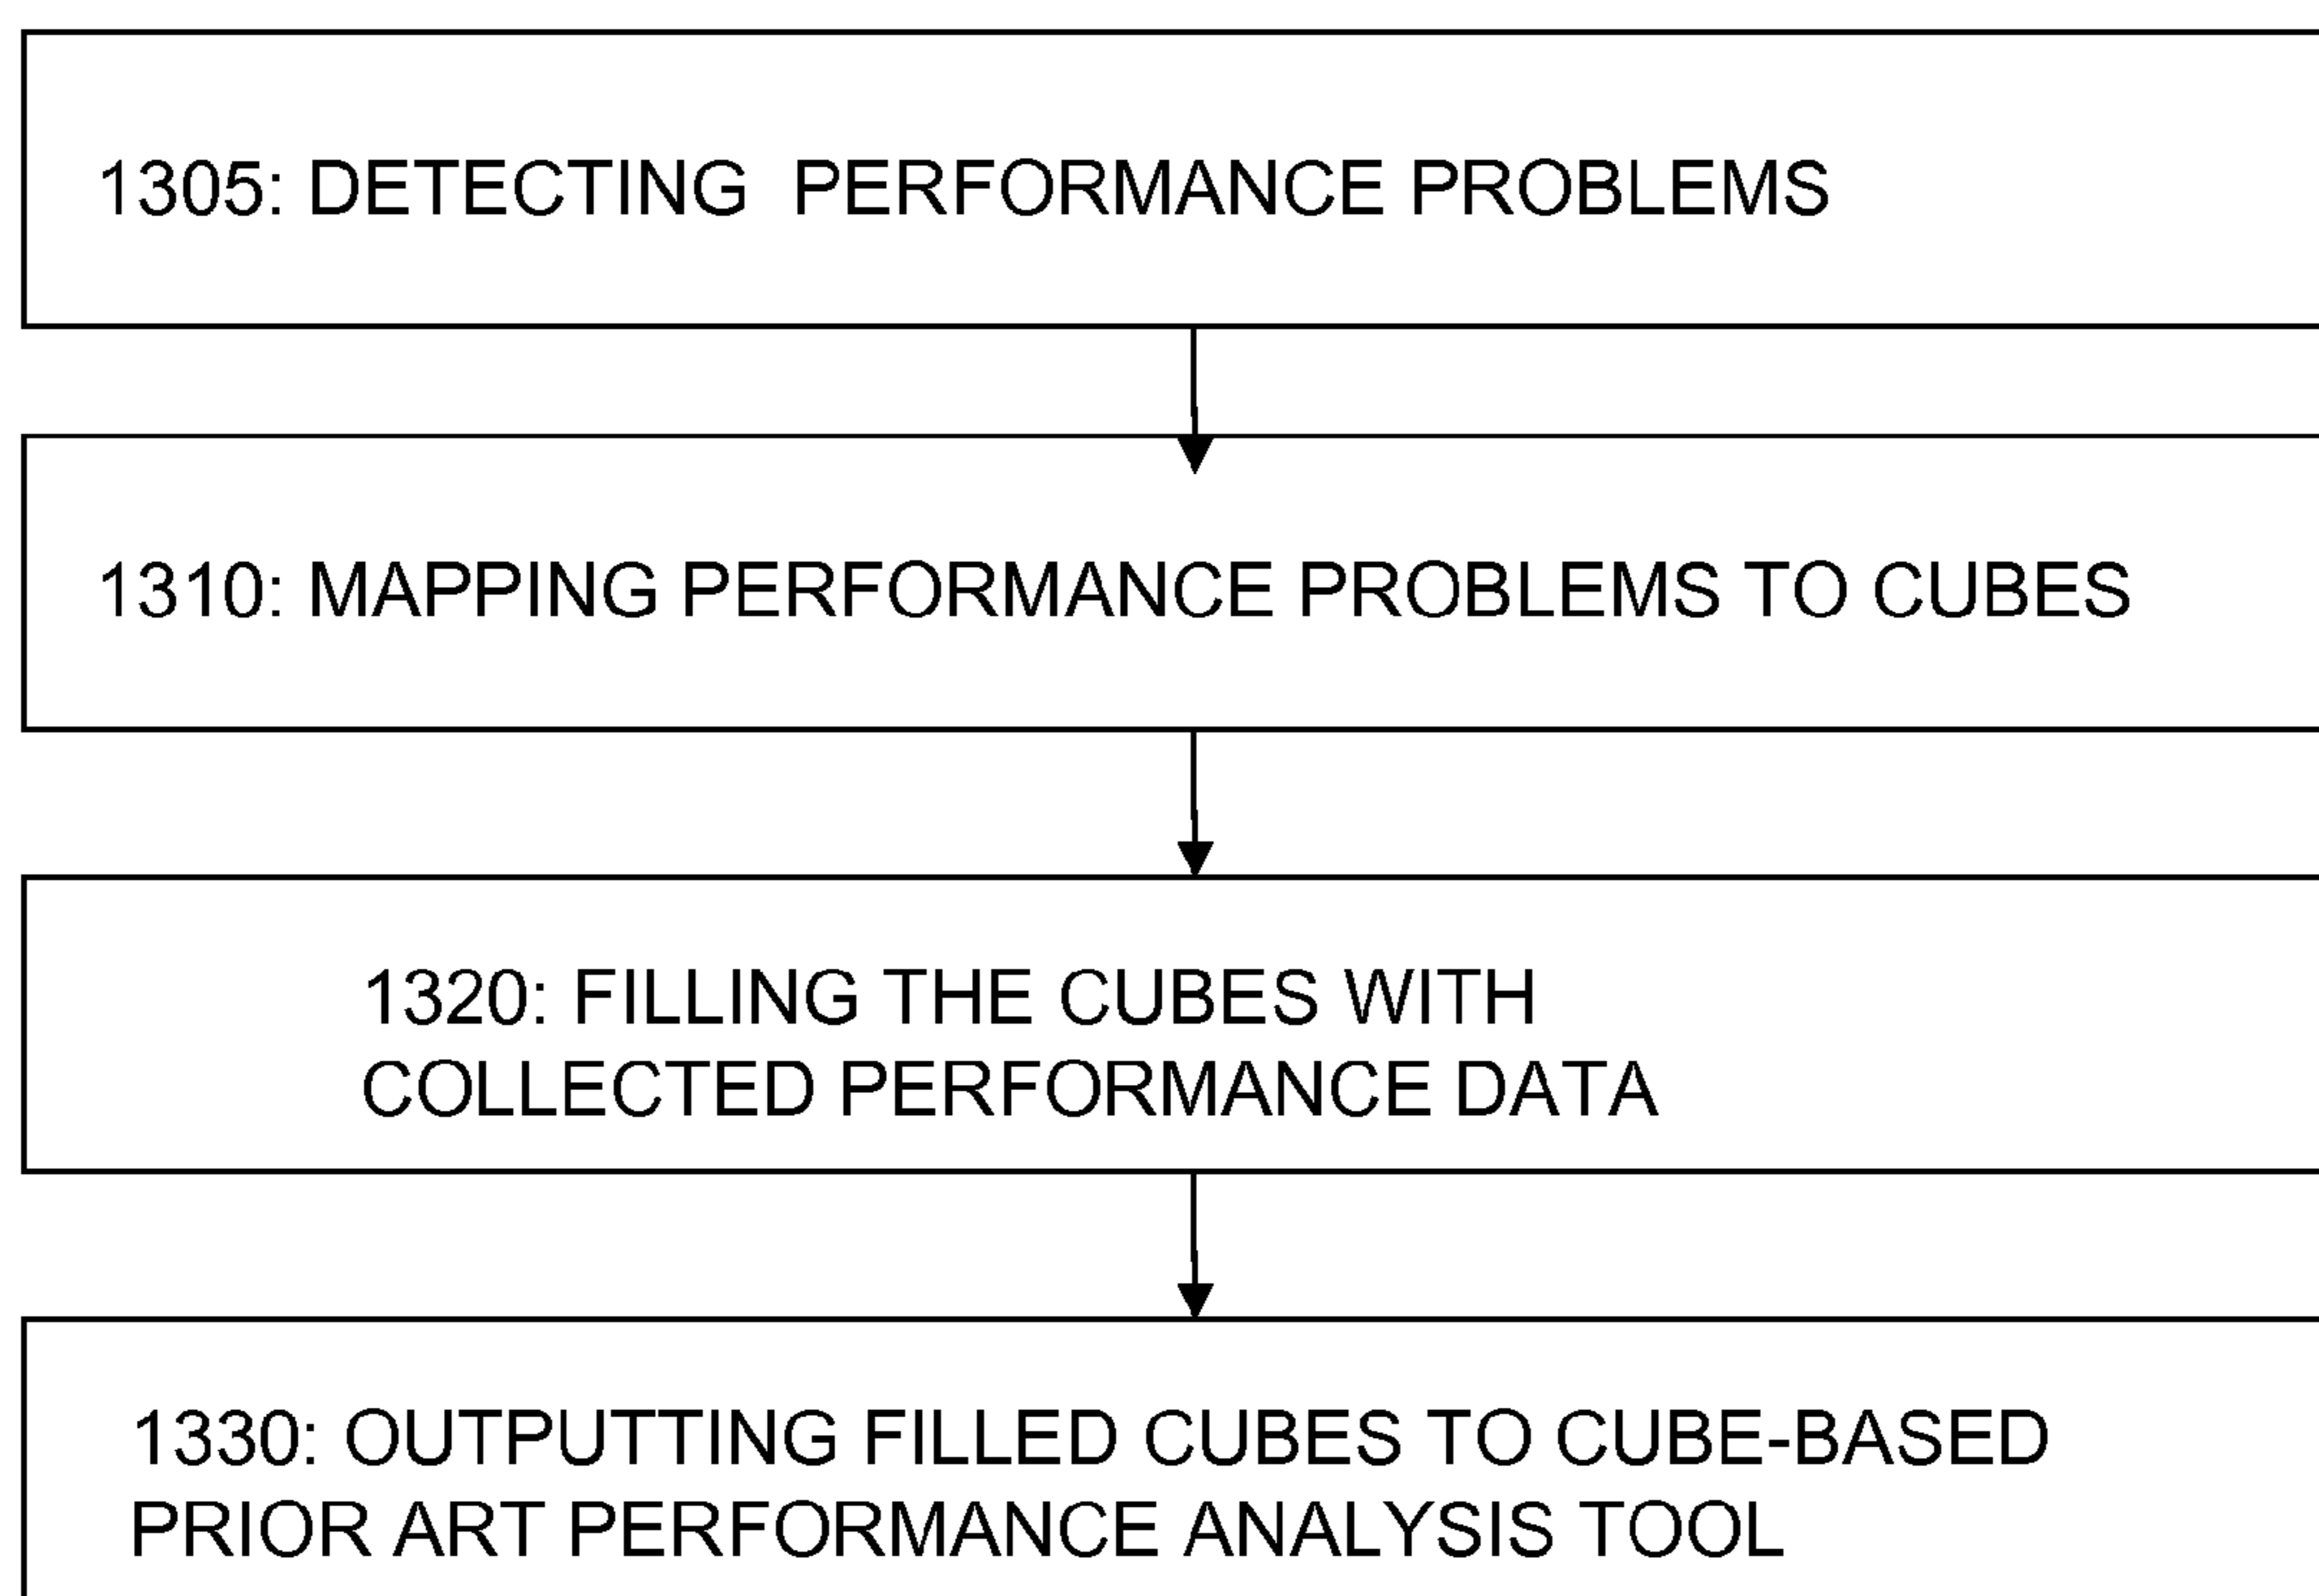 1305: DETECTING PERFORMANCE PROBLEMS
1310: MAPPING PERFORMANCE PROBLEMS TO CUBES
1320: FILLING THE CUBES WITH
COLLECTED PERFORMANCE DATA
1330: OUTPUTTING FILLED CUBES TO CUBE-BASED
PRIOR ART PERFORMANCE ANALYSIS TOOL